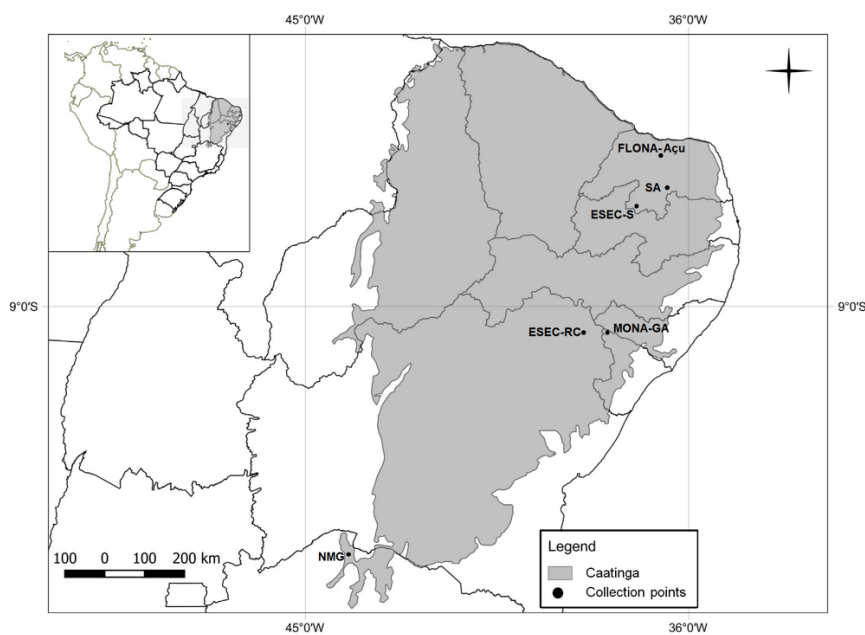 45°0'W 36°0'W
FLONA-Açu
SA
ESEC-S
9°0'S 9°0'S
ESEC-RC MONA-GA
NMG
100 0 100 200 km
Legend
Caatinga
Collection points
45°0'W 36°0'W